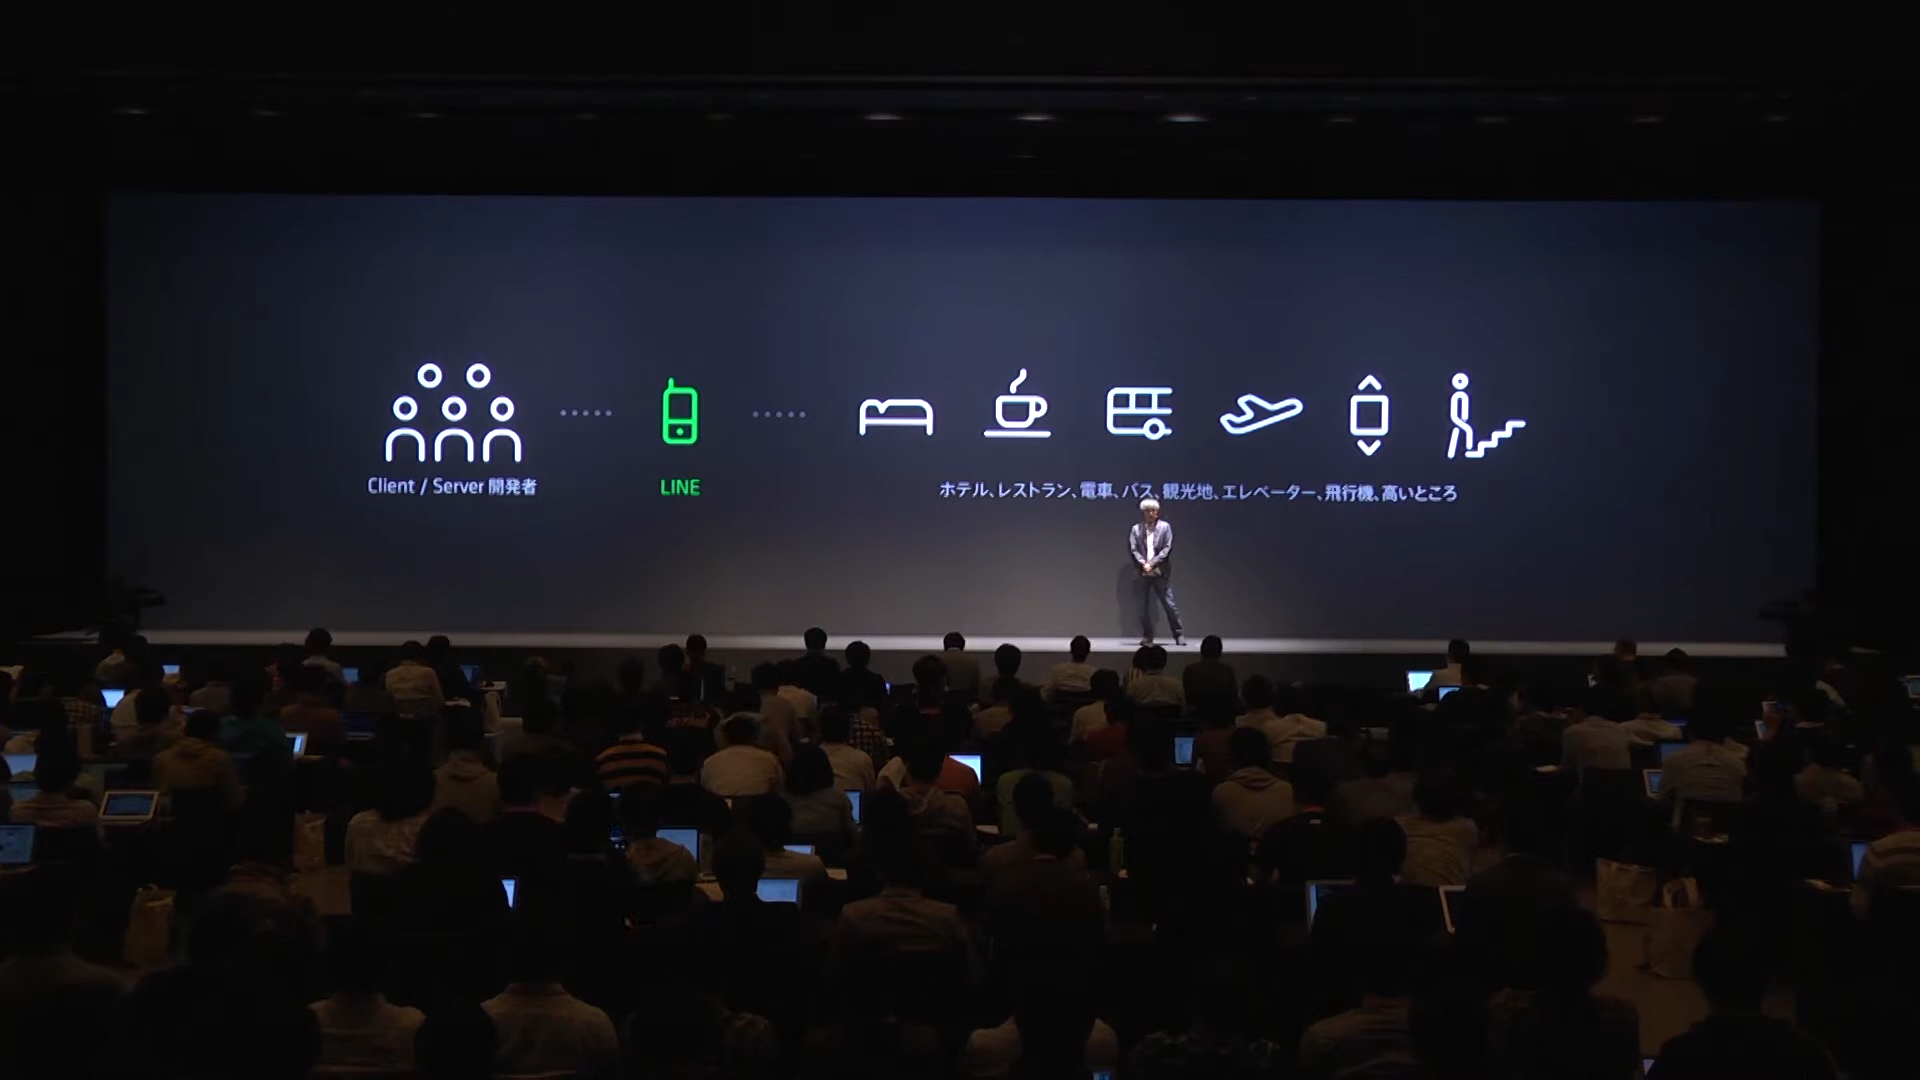 Client / Server 開発者
LINE
ホテル、レストラン、電車、バス、観光地、エレベーター、飛行機、高いところ